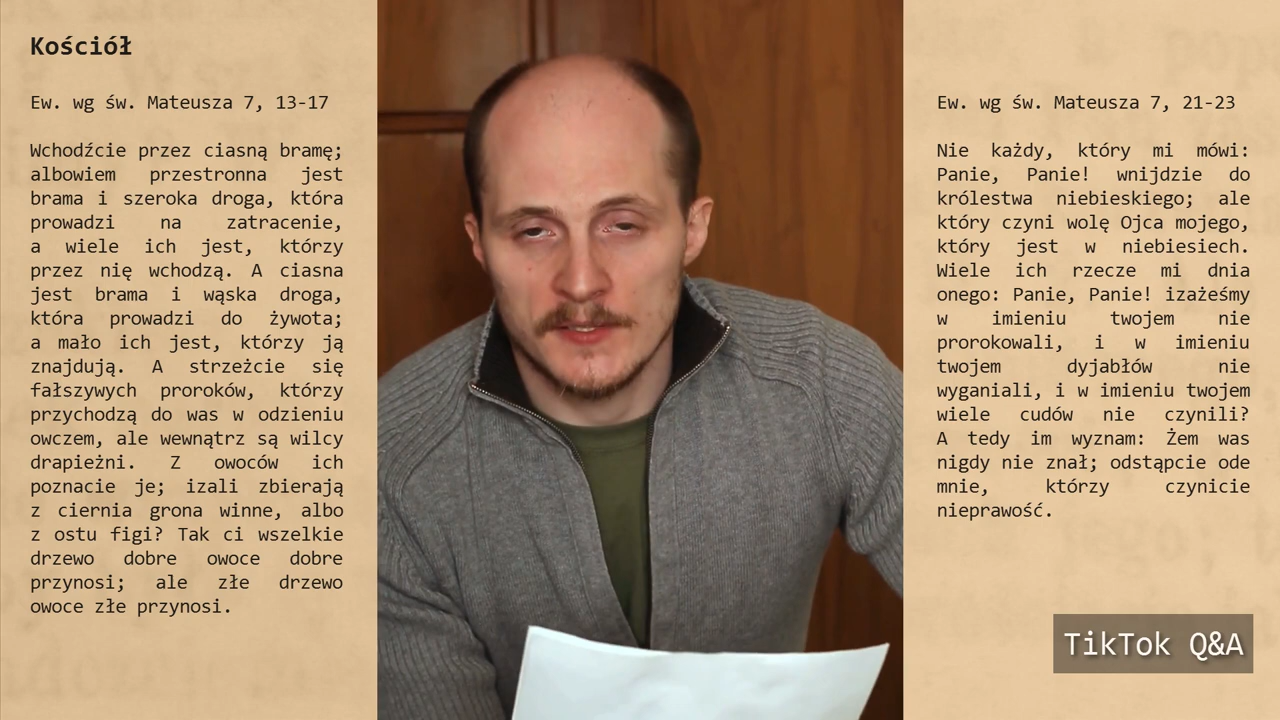 Kościół
Ew. wg św. Mateusza 7, 13-17
Wchodźcie przez ciasną bramę;
albowiem przestronna jest
brama i szeroka droga, która
prowadzi na zatracenie,
a wiele ich jest, którzy
przez nię wchodzą. A ciasna
jest brama i wąska droga,
która prowadzi do żywota;
a mało ich jest, którzy ją
znajdują. A strzeżcie się
fałszywych proroków, którzy
przychodzą do was w odzieniu
owczem, ale wewnątrz są wilcy
drapieżni. Z owoców ich
poznacie je; izali zbierają
z ciernia grona winne, albo
z ostu figi? Tak ci wszelkie
drzewo dobre owoce dobre
przynosi; ale złe drzewo
owoce złe przynosi.
Ew. wg św. Mateusza 7, 21-23
Nie każdy, który mi mówi:
Panie, Panie! wnijdzie do
królestwa niebieskiego; ale
który czyni wolę Ojca mojego,
który jest w niebiesiech.
Wiele ich rzecze mi dnia
onego: Panie, Panie! izażeśmy
w imieniu twojem nie
prorokowali, i w imieniu
twojem dyjabłów nie
wyganiali, i w imieniu twojem
wiele cudów nie czynili?
A tedy im wyznam: Żem was
nigdy nie znał; odstąpcie ode
mnie, którzy czynicie
nieprawość.
TikTok Q&A